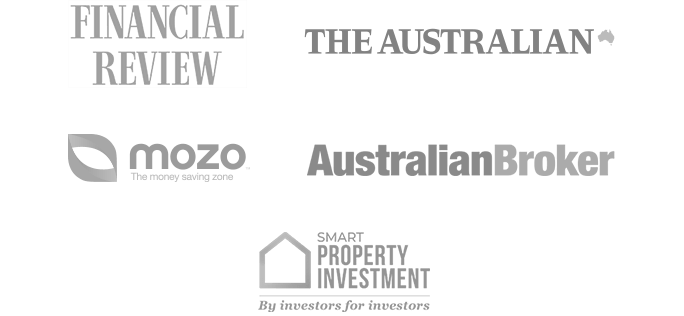 FINANCIAL
REVIEW
THE AUSTRALIAN
mozo
The money saving zone
AustralianBroker
SMART
PROPERTY
INVESTMENT
By investors for investors